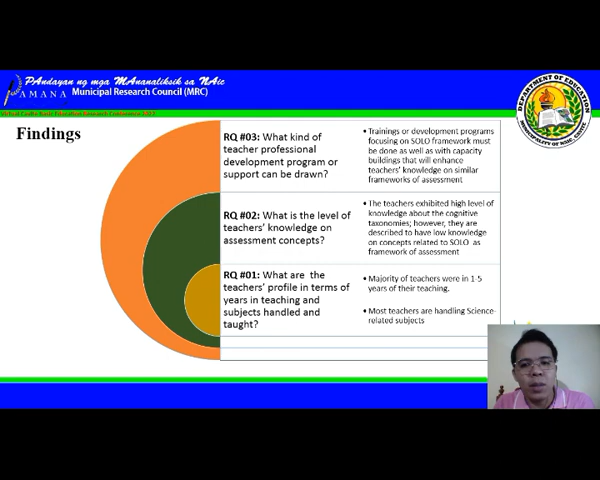 PAndayan ng mga MAnanaliksik sa NAic
PAMANA Municipal Research Council (MRC)
DEPARTMENT OF EDUCATION
MUNICIPALITY OF NAIC, CAVITE
Findings
RQ #03: What kind of
teacher professional
development program or
support can be drawn?
• Trainings or development programs
focusing on SOLO framework must
be done as well as with capacity
buildings that will enhance
teachers' knowledge on similar
frameworks of assessment
RQ #02: What is the level of
teachers' knowledge on
assessment concepts?
• The teachers exhibited high level of
knowledge about the cognitive
taxonomies; however, they are
described to have low knowledge
on concepts related to SOLO as
framework of assessment
RQ #01: What are the
teachers' profile in terms of
years in teaching and
subjects handled and
taught?
• Majority of teachers were in 1-5
years of their teaching.
• Most teachers are handling Science-
related subjects